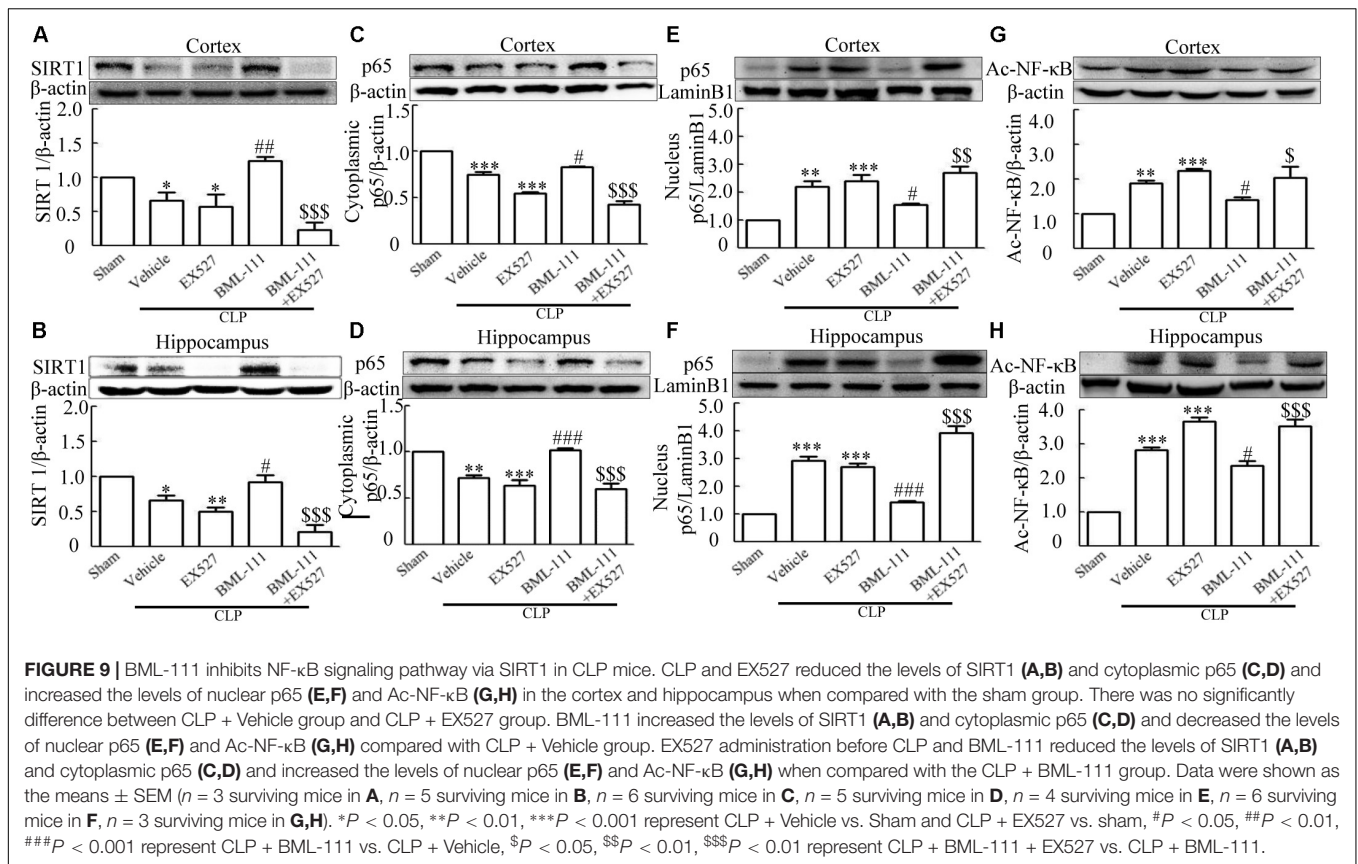 A
Cortex
SIRT1
β-actin
SIRT 1/β-actin
1.5
1.0
0.5
0
*
*
##
$$$
Sham
Vehicle
EX527
BML-111
BML-111
+EX527
CLP
C
Cortex
p65
β-actin
Cytoplasmic
p65/β-actin
1.5
1.0
0.5
0
***
***
#
$$$
Sham
Vehicle
EX527
BML-111
BML-111
+EX527
CLP
E
Cortex
p65
LaminB1
Nucleus
p65/LaminB1
5.0
4.0
3.0
2.0
1.0
0
**
***
#
$$
Sham
Vehicle
EX527
BML-111
BML-111
+EX527
CLP
G
Cortex
Ac-NF-κB
β-actin
Ac-NF-κB/β-actin
4.0
3.0
2.0
1.0
0
**
***
#
$
Sham
Vehicle
EX527
BML-111
BML-111
+EX527
CLP
B
Hippocampus
SIRT1
β-actin
SIRT 1/β-actin
2.0
1.5
1.0
0.5
0
*
**
#
$$$
Sham
Vehicle
EX527
BML-111
BML-111
+EX527
CLP
D
Hippocampus
p65
β-actin
Cytoplasmic
p65/β-actin
1.5
1.0
0.5
0
**
***
###
$$$
Sham
Vehicle
EX527
BML-111
BML-111
+EX527
CLP
F
Hippocampus
p65
LaminB1
Nucleus
p65/LaminB1
5.0
4.0
3.0
2.0
1.0
0
***
***
###
$$$
Sham
Vehicle
EX527
BML-111
BML-111
+EX527
CLP
H
Hippocampus
Ac-NF-κB
β-actin
Ac-NF-κB/β-actin
4.0
3.0
2.0
1.0
0
***
***
#
$$$
Sham
Vehicle
EX527
BML-111
BML-111
+EX527
CLP
FIGURE 9 | BML-111 inhibits NF-κB signaling pathway via SIRT1 in CLP mice. CLP and EX527 reduced the levels of SIRT1 (A,B) and cytoplasmic p65 (C,D) and
increased the levels of nuclear p65 (E,F) and Ac-NF-κB (G,H) in the cortex and hippocampus when compared with the sham group. There was no significantly
difference between CLP + Vehicle group and CLP + EX527 group. BML-111 increased the levels of SIRT1 (A,B) and cytoplasmic p65 (C,D) and decreased the levels
of nuclear p65 (E,F) and Ac-NF-κB (G,H) compared with CLP + Vehicle group. EX527 administration before CLP and BML-111 reduced the levels of SIRT1 (A,B)
and cytoplasmic p65 (C,D) and increased the levels of nuclear p65 (E,F) and Ac-NF-κB (G,H) when compared with the CLP + BML-111 group. Data were shown as
the means ± SEM (n = 3 surviving mice in A, n = 5 surviving mice in B, n = 6 surviving mice in C, n = 5 surviving mice in D, n = 4 surviving mice in E, n = 6 surviving
mice in F, n = 3 surviving mice in G,H). *P < 0.05, **P < 0.01, ***P < 0.001 represent CLP + Vehicle vs. Sham and CLP + EX527 vs. sham, #P < 0.05, ##P < 0.01,
###P < 0.001 represent CLP + BML-111 vs. CLP + Vehicle, $P < 0.05, $$P < 0.01, $$$P < 0.01 represent CLP + BML-111 + EX527 vs. CLP + BML-111.